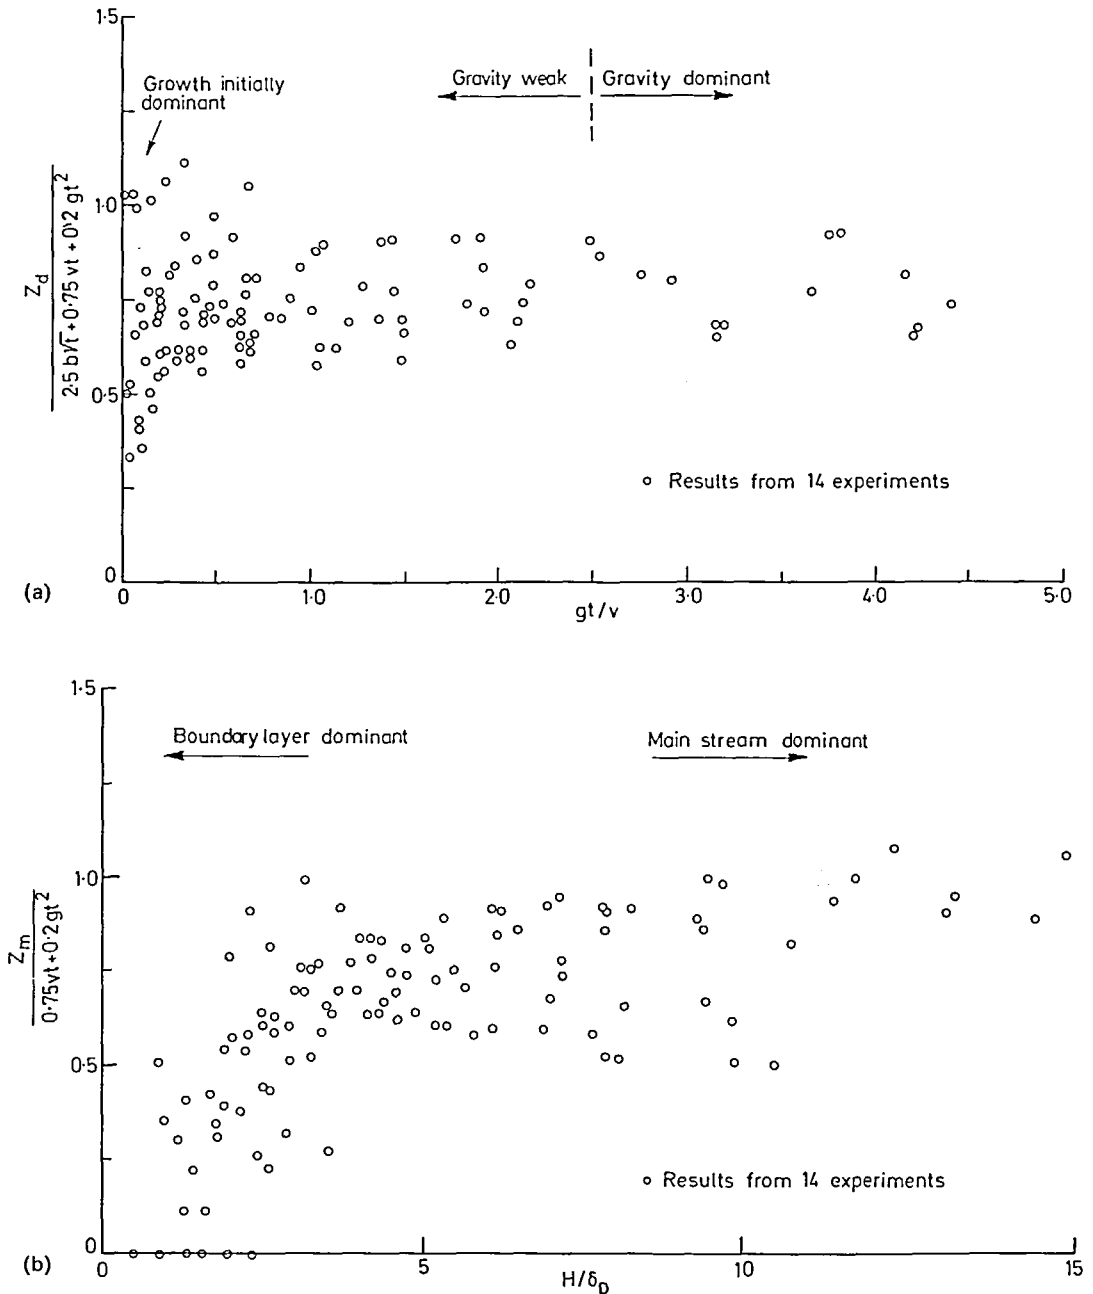 1·5
Growth initially
dominant
Gravity weak
Gravity dominant
1·0
Z_d
2·5 b√t + 0·75 vt + 0·2 gt²
0·5
Results from 14 experiments
0
(a)
0
1·0
2·0
3·0
4·0
5·0
gt/v
1·5
Boundary layer dominant
Main stream dominant
1·0
Z_m
0·75vt+0·2gt²
0·5
Results from 14 experiments
0
(b)
0
5
10
15
H/δ_D